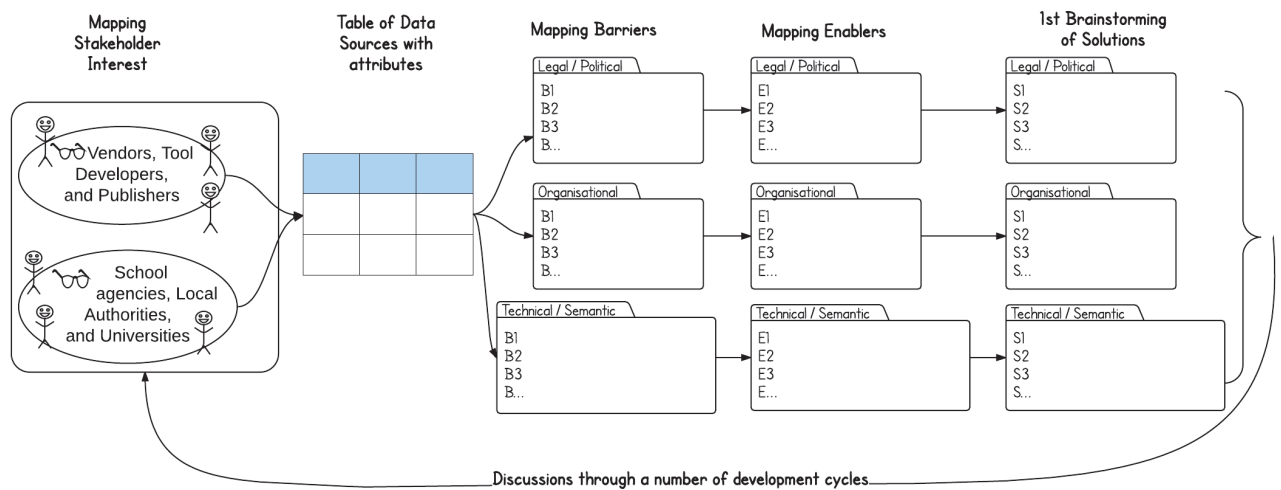 Mapping
Stakeholder
Interest
Table of Data
Sources with
attributes
Mapping Barriers
Mapping Enablers
1st Brainstorming
of Solutions
Vendors, Tool
Developers,
and Publishers
School
agencies, Local
Authorities,
and Universities
Legal / Political
B1
B2
B3
B...
Legal / Political
E1
E2
E3
E...
Legal / Political
S1
S2
S3
S...
Organisational
B1
B2
B3
B...
Organisational
E1
E2
E3
E...
Organisational
S1
S2
S3
S...
Technical / Semantic
B1
B2
B3
B...
Technical / Semantic
E1
E2
E3
E...
Technical / Semantic
S1
S2
S3
S...
Discussions through a number of development cycles